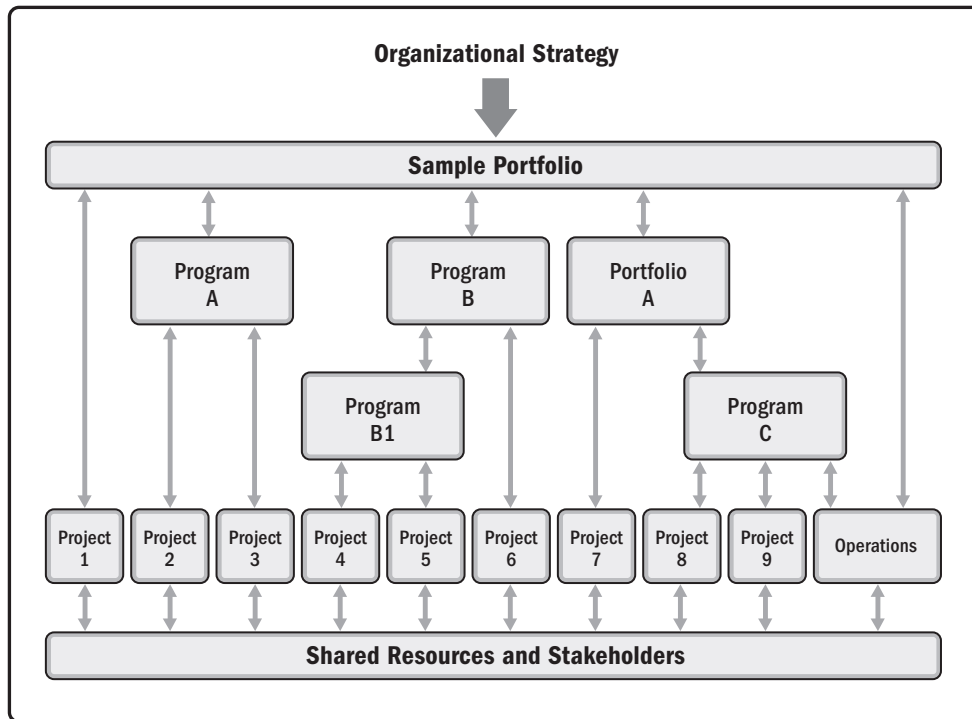 Organizational Strategy
Sample Portfolio
Program
A
Program
B
Portfolio
A
Program
B1
Program
C
Project
1
Project
2
Project
3
Project
4
Project
5
Project
6
Project
7
Project
8
Project
9
Operations
Shared Resources and Stakeholders